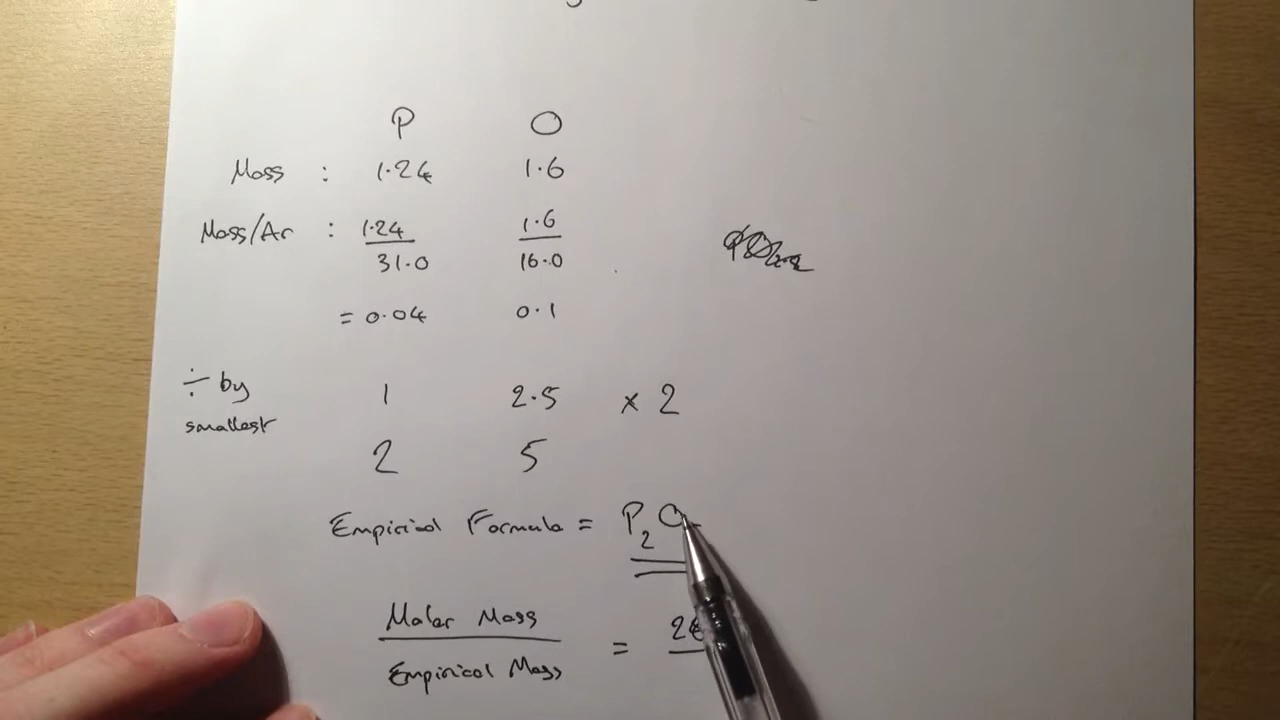 P O
Mass : 1.24 1.6
Mass/Ar : 1.24 1.6
31.0 16.0
= 0.04 0.1
÷ by 1 2.5 x 2
smallest
2 5
Empirical Formula = P2O
Molar Mass
= 
Empirical Mass